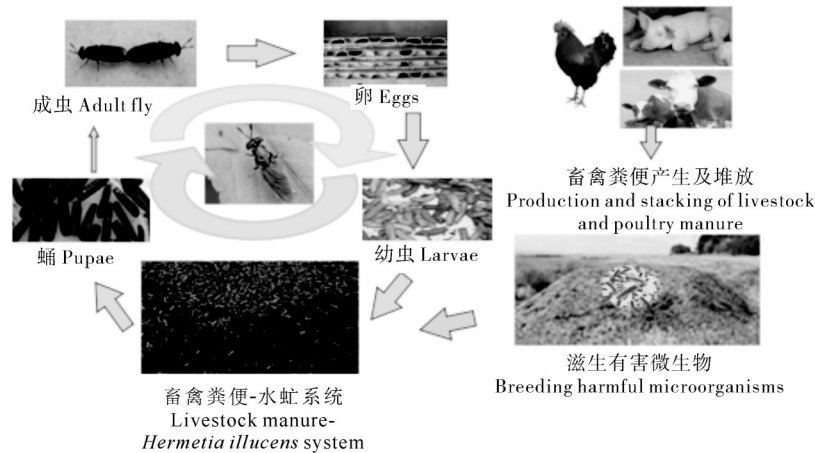 成虫 Adult fly
卵 Eggs
蛹 Pupae
幼虫 Larvae
畜禽粪便-水虻系统
Livestock manure-
Hermetia illucens system
畜禽粪便产生及堆放
Production and stacking of livestock
and poultry manure
滋生有害微生物
Breeding harmful microorganisms